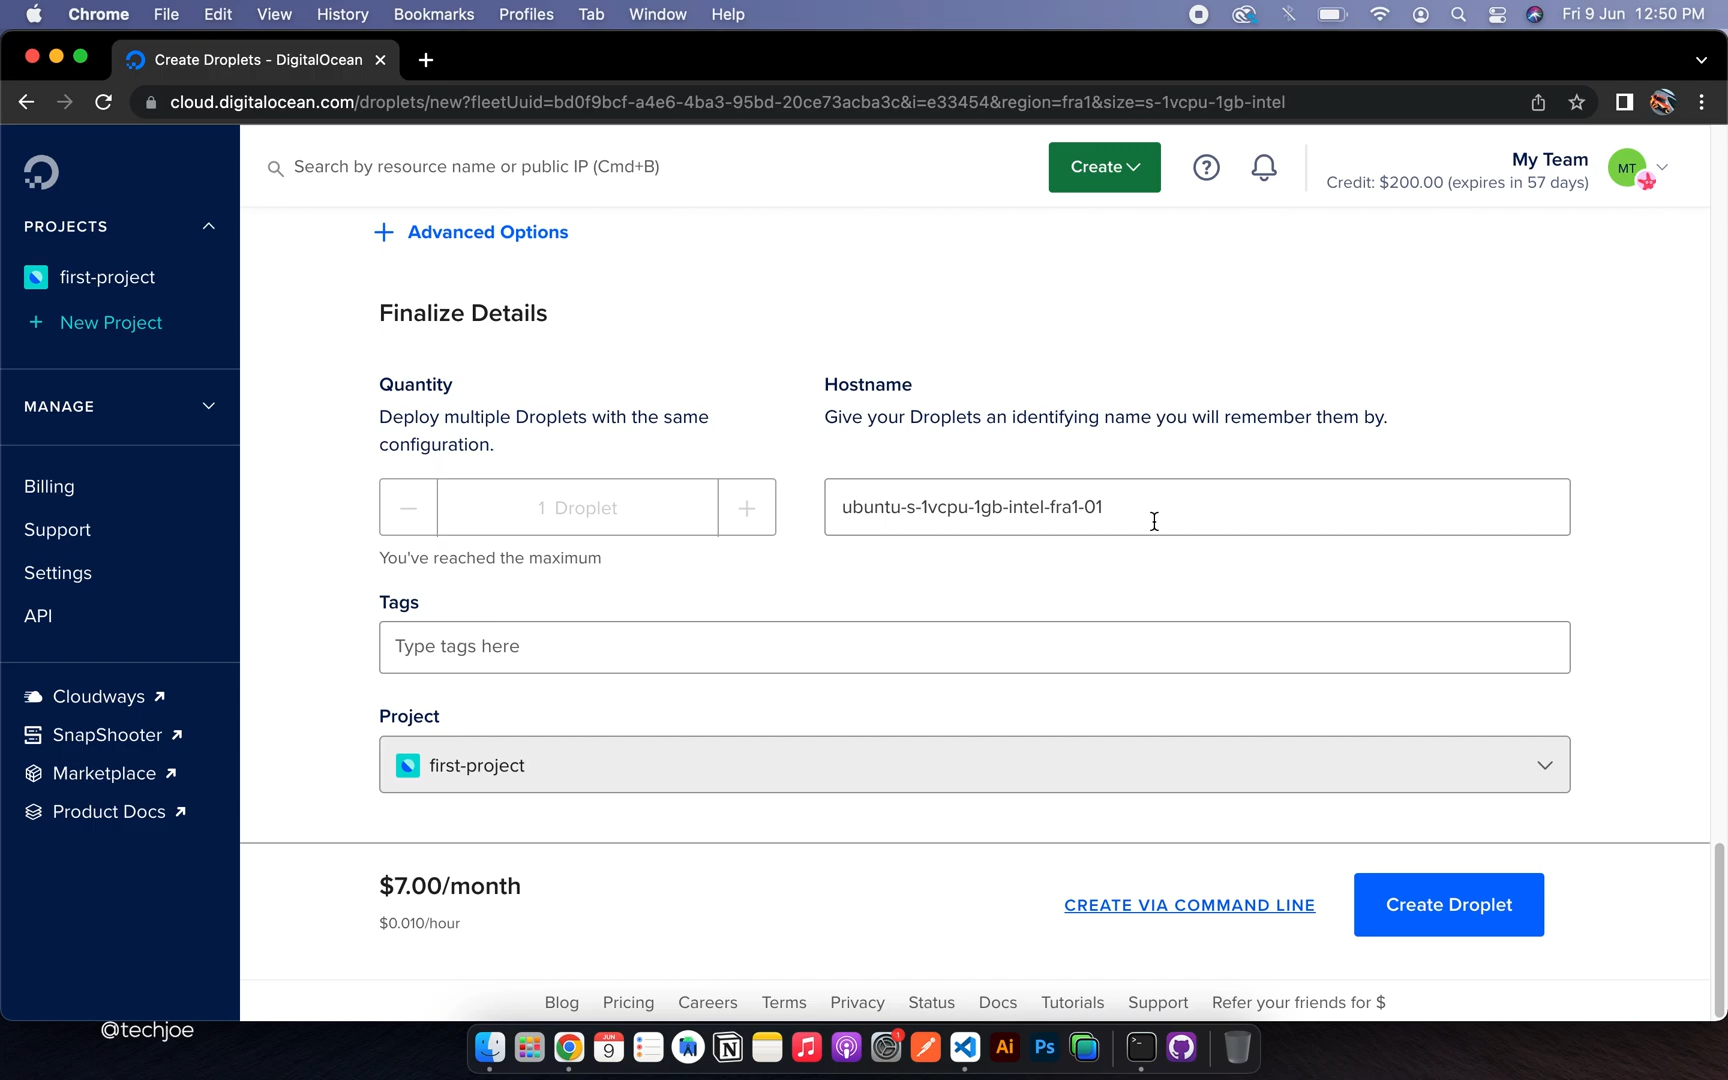 Chrome File Edit View History Bookmarks Profiles Tab Window Help Fri 9 Jun 12:50 PM
Create Droplets - DigitalOcean
cloud.digitalocean.com/droplets/new?fleetUuid=bd0f9bcf-a4e6-4ba3-95bd-20ce73acba3c&i=e33454&region=fra1&size=s-1vcpu-1gb-intel
Search by resource name or public IP (Cmd+B)
Create
My Team
Credit: $200.00 (expires in 57 days)
MT
PROJECTS
first-project
+ New Project
MANAGE
Billing
Support
Settings
API
Cloudways
SnapShooter
Marketplace
Product Docs
+ Advanced Options
Finalize Details
Quantity
Deploy multiple Droplets with the same
configuration.
1 Droplet
You've reached the maximum
Hostname
Give your Droplets an identifying name you will remember them by.
ubuntu-s-1vcpu-1gb-intel-fra1-01
Tags
Type tags here
Project
first-project
$7.00/month
$0.010/hour
CREATE VIA COMMAND LINE
Create Droplet
Blog Pricing Careers Terms Privacy Status Docs Tutorials Support Refer your friends for $
@techjoe
JUN
9
1
Ai
Ps